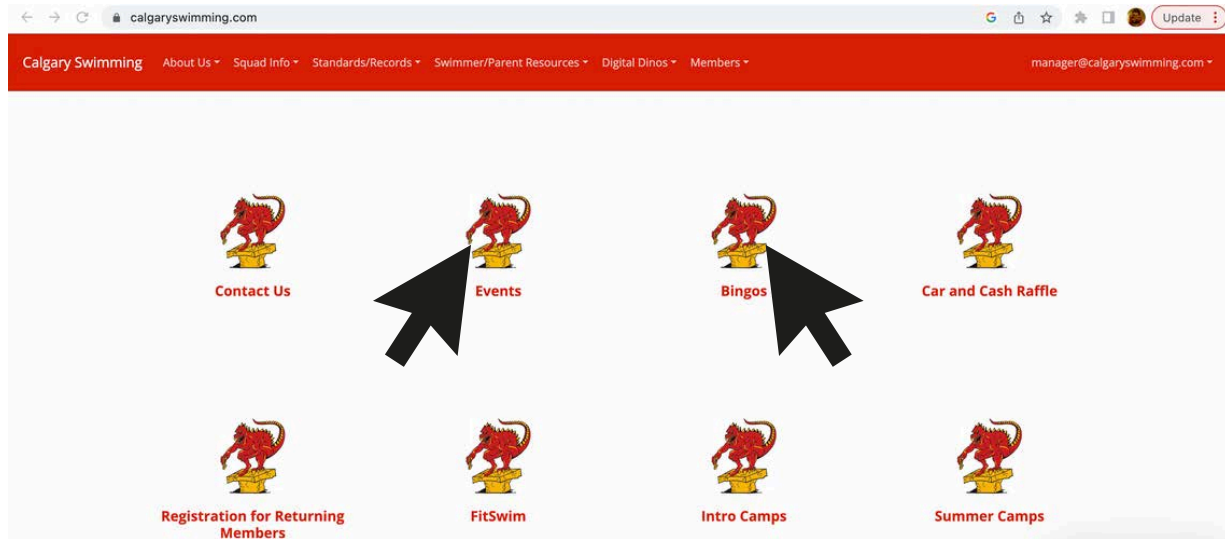 calgaryswimming.com
Update
Calgary Swimming About Us Squad Info Standards/Records Swimmer/Parent Resources Digital Dinos Members manager@calgaryswimming.com
Contact Us
Events
Bingos
Car and Cash Raffle
Registration for Returning
Members
FitSwim
Intro Camps
Summer Camps